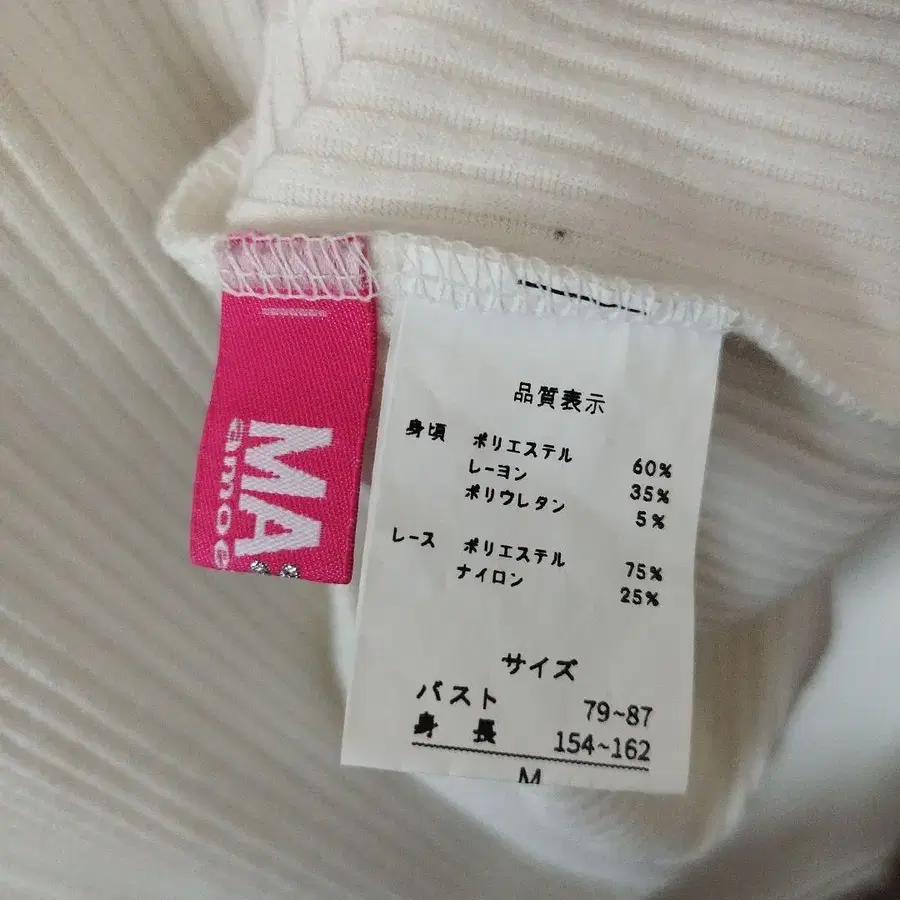 MA
amoe
品質表示
身頃 ポリエステル 60%
レーヨン 35%
ポリウレタン 5%
レース ポリエステル 75%
ナイロン 25%
サイズ
バスト 79~87
身長 154~162
M